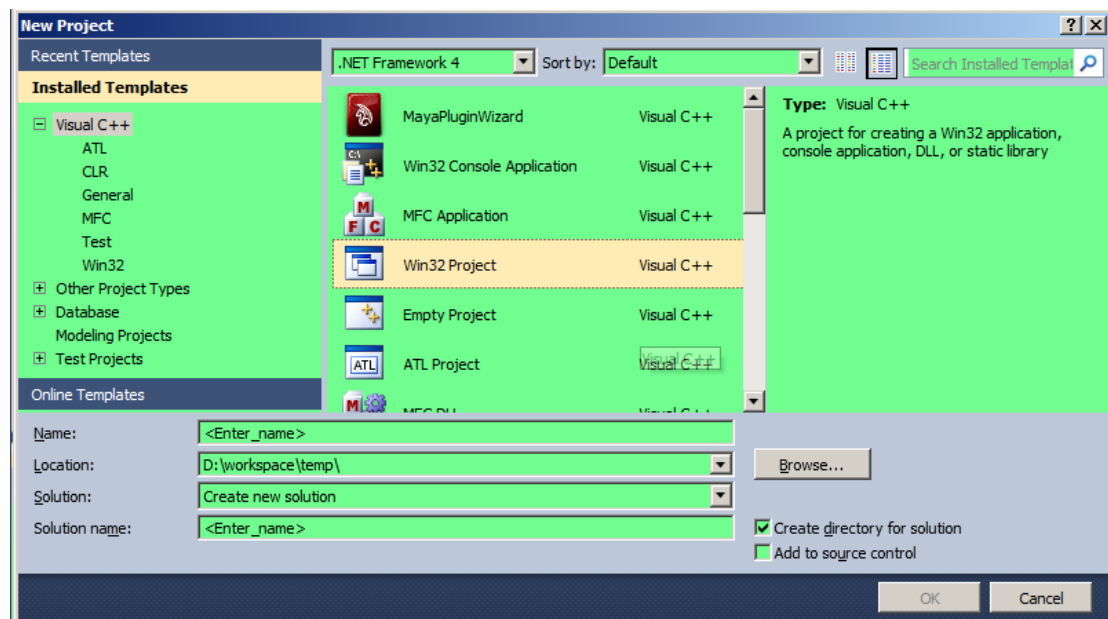 New Project
Recent Templates
.NET Framework 4
Sort by:
Default
Search Installed Templat
Installed Templates
Visual C++
ATL
CLR
General
MFC
Test
Win32
Other Project Types
Database
Modeling Projects
Test Projects
Online Templates
MayaPluginWizard Visual C++
Win32 Console Application Visual C++
MFC Application Visual C++
Win32 Project Visual C++
Empty Project Visual C++
ATL Project Visual C++
MFC DLL Visual C++
Type: Visual C++
A project for creating a Win32 application,
console application, DLL, or static library
Name: <Enter_name>
Location: D:\workspace\temp\
Browse...
Solution: Create new solution
Solution name: <Enter_name>
Create directory for solution
Add to source control
OK
Cancel